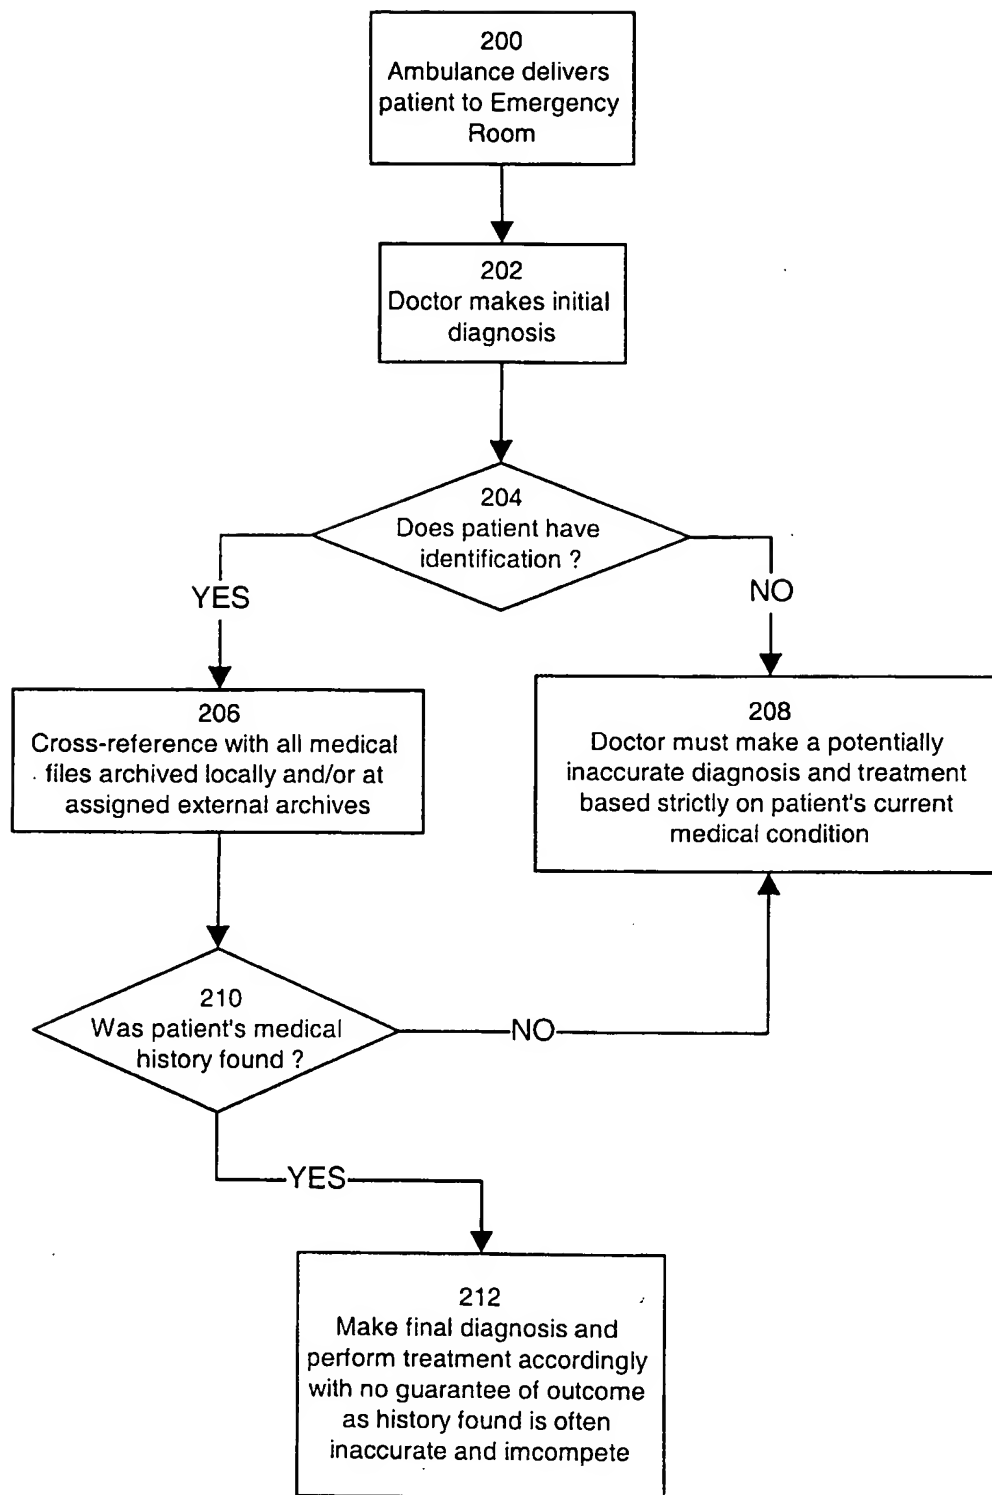 200
Ambulance delivers
patient to Emergency
Room
202
Doctor makes initial
diagnosis
204
Does patient have
identification ?
YES
NO
206
Cross-reference with all medical
files archived locally and/or at
assigned external archives
208
Doctor must make a potentially
inaccurate diagnosis and treatment
based strictly on patient's current
medical condition
210
Was patient's medical
history found ?
NO
YES
212
Make final diagnosis and
perform treatment accordingly
with no guarantee of outcome
as history found is often
inaccurate and imcompete